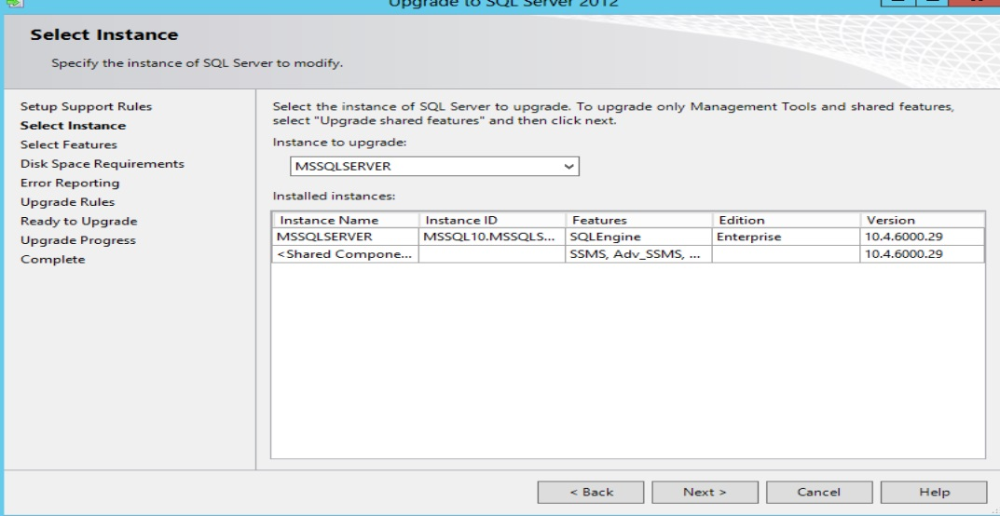 Upgrade to SQL Server 2012
Select Instance
Specify the instance of SQL Server to modify.
Setup Support Rules
Select Instance
Select Features
Disk Space Requirements
Error Reporting
Upgrade Rules
Ready to Upgrade
Upgrade Progress
Complete
Select the instance of SQL Server to upgrade. To upgrade only Management Tools and shared features,
select "Upgrade shared features" and then click next.
Instance to upgrade:
MSSQLSERVER
Installed instances:
Instance Name Instance ID Features Edition Version
MSSQLSERVER MSSQL10.MSSQLS... SQLEngine Enterprise 10.4.6000.29
<Shared Compone... SSMS, Adv_SSMS, ... 10.4.6000.29
< Back Next > Cancel Help